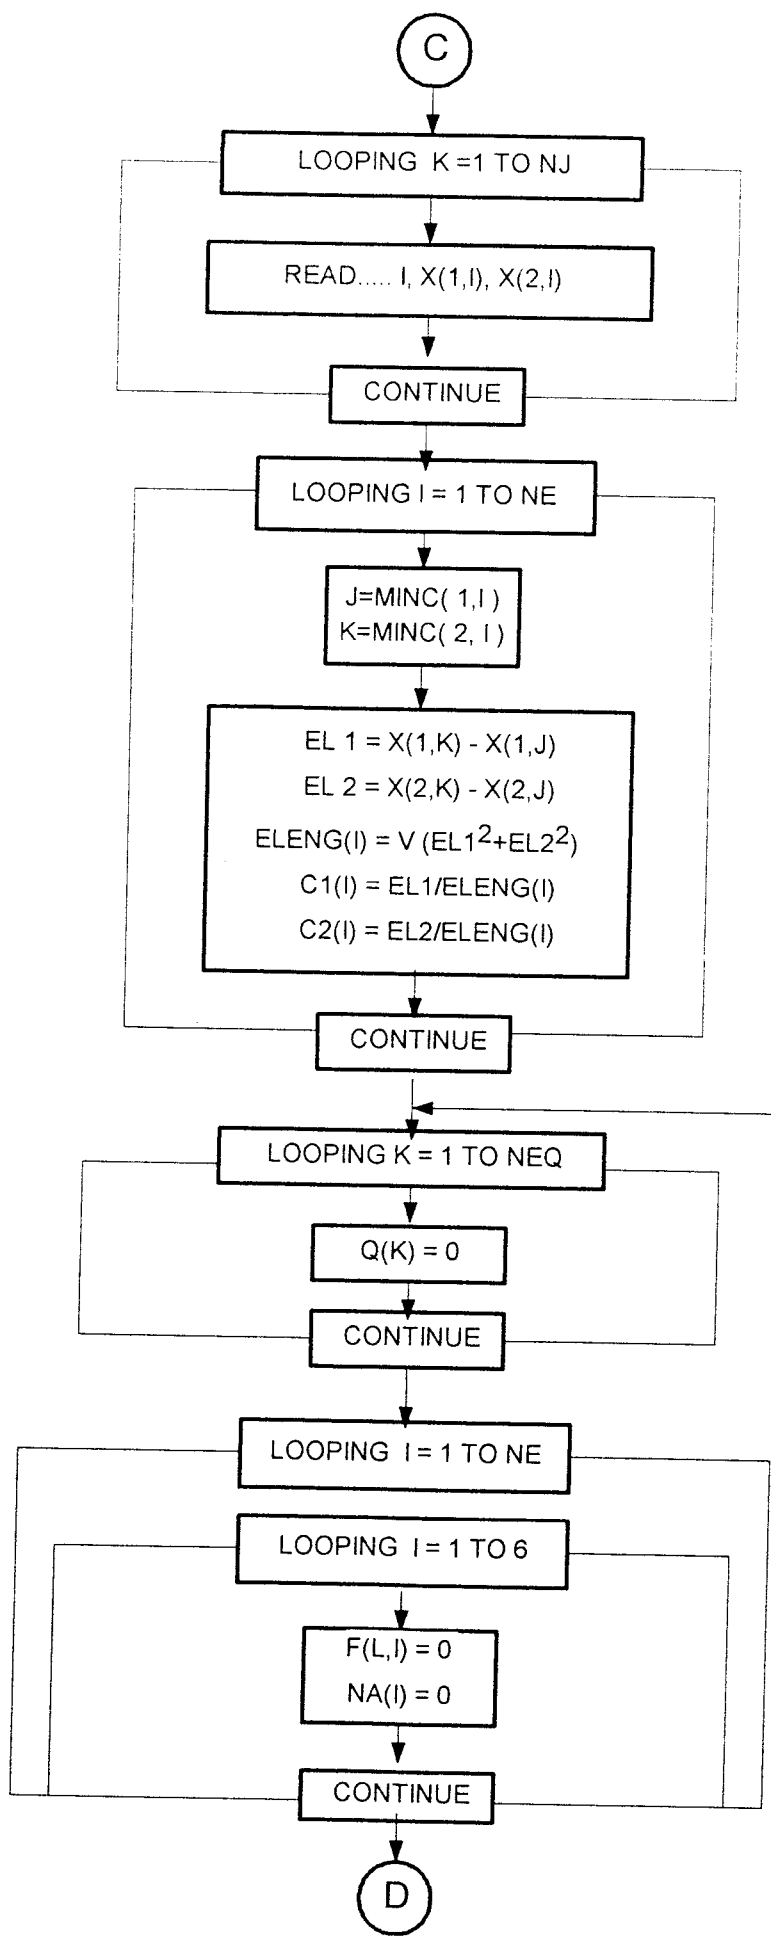 C
LOOPING K =1 TO NJ
READ..... I, X(1,I), X(2,I)
CONTINUE
LOOPING I = 1 TO NE
J=MINC( 1,I )
K=MINC( 2, I )
EL 1 = X(1,K) - X(1,J)
EL 2 = X(2,K) - X(2,J)
ELENG(I) = V (EL1²+EL2²)
C1(I) = EL1/ELENG(I)
C2(I) = EL2/ELENG(I)
CONTINUE
LOOPING K = 1 TO NEQ
Q(K) = 0
CONTINUE
LOOPING I = 1 TO NE
LOOPING I = 1 TO 6
F(L,I) = 0
NA(I) = 0
CONTINUE
D